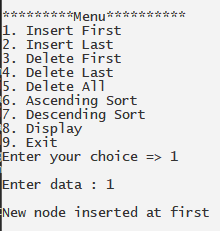 *********Menu**********
1. Insert First
2. Insert Last
3. Delete First
4. Delete Last
5. Delete All
6. Ascending Sort
7. Descending Sort
8. Display
9. Exit
Enter your choice => 1
Enter data : 1
New node inserted at first